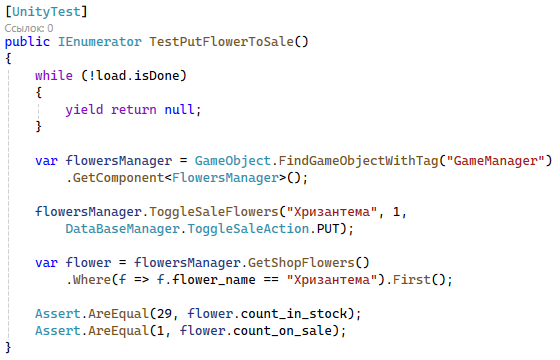 [UnityTest]
Ссылок: 0
public IEnumerator TestPutFlowerToSale()
{
while (!load.isDone)
{
yield return null;
}
var flowersManager = GameObject.FindGameObjectWithTag("GameManager")
.GetComponent<FlowersManager>();
flowersManager.ToggleSaleFlowers("Хризантема", 1,
DataBaseManager.ToggleSaleAction.PUT);
var flower = flowersManager.GetShopFlowers()
.Where(f => f.flower_name == "Хризантема").First();
Assert.AreEqual(29, flower.count_in_stock);
Assert.AreEqual(1, flower.count_on_sale);
}